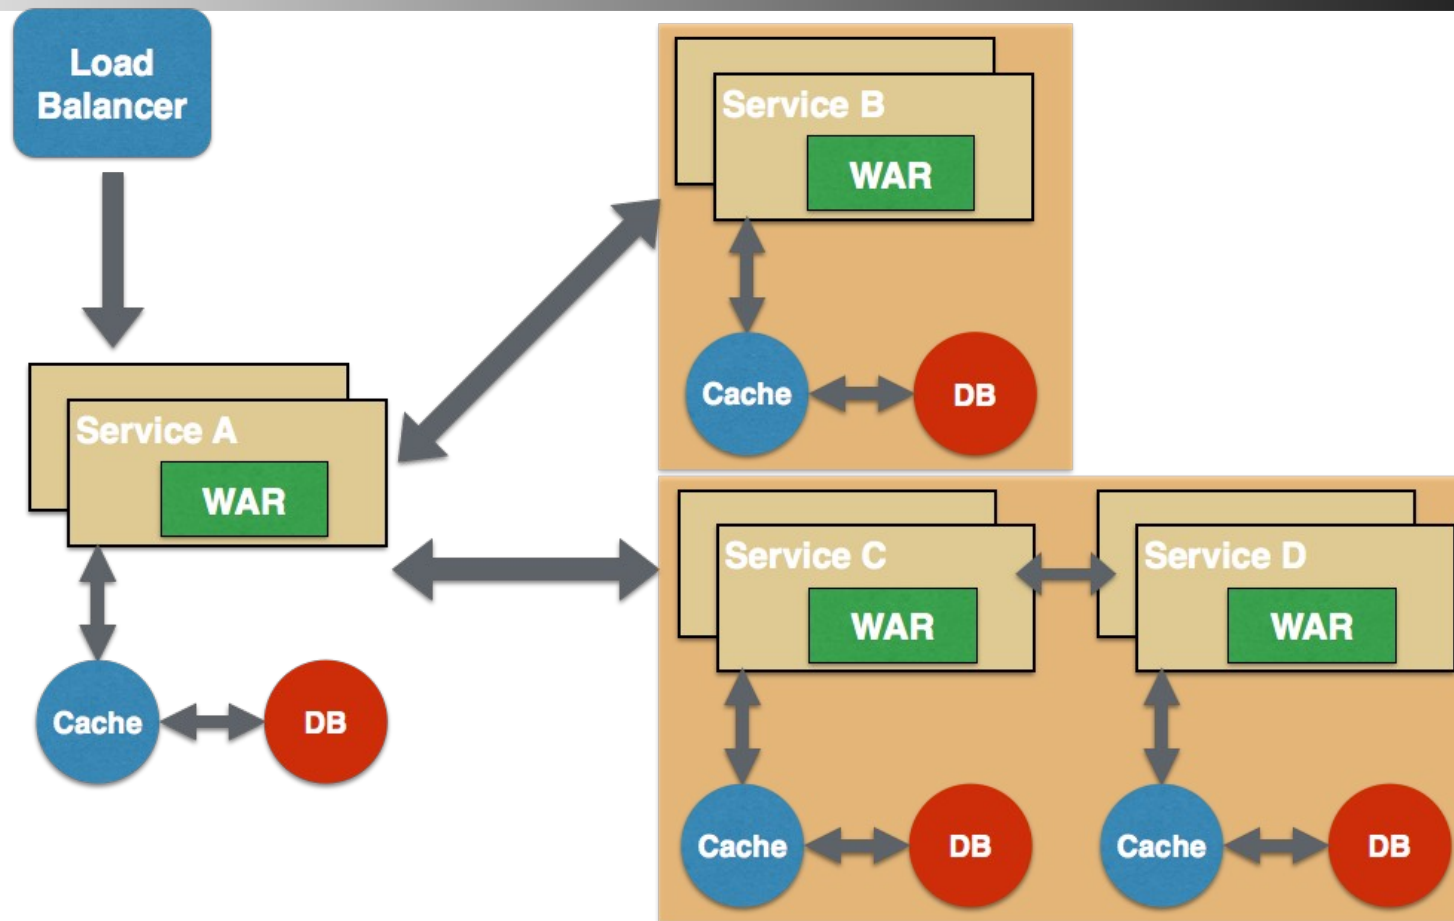 Load
Balancer
Service B
WAR
Cache
DB
Service A
WAR
Cache
DB
Service C
WAR
Service D
WAR
Cache
DB
Cache
DB